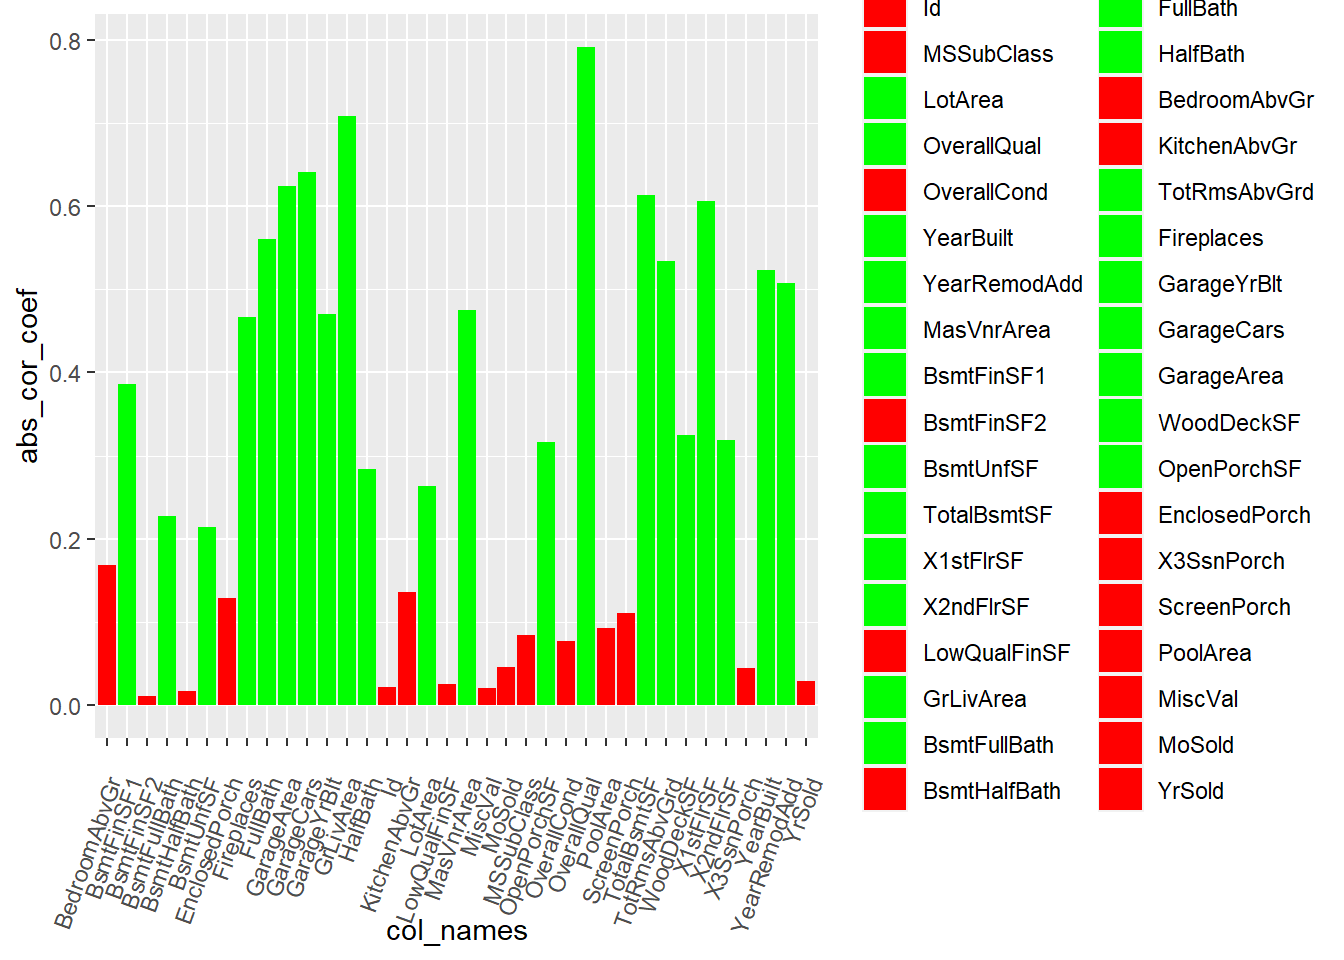 0.8
0.6
0.4
0.2
0.0
abs_cor_coef
BedroomAbvGr
BsmtFinSF1
BsmtFinSF2
BsmtFullBath
BsmtHalfBath
BsmtUnfSF
EnclosedPorch
Fireplaces
FullBath
GarageArea
GarageCars
GarageYrBlt
GrLivArea
HalfBath
Id
KitchenAbvGr
LotArea
LowQualFinSF
MasVnrArea
MiscVal
MoSold
MSSubClass
OpenPorchSF
OverallCond
OverallQual
PoolArea
ScreenPorch
TotalBsmtSF
TotRmsAbvGrd
WoodDeckSF
X1stFlrSF
X2ndFlrSF
X3SsnPorch
YearBuilt
YearRemodAdd
YrSold
col_names
Id
MSSubClass
LotArea
OverallQual
OverallCond
YearBuilt
YearRemodAdd
MasVnrArea
BsmtFinSF1
BsmtFinSF2
BsmtUnfSF
TotalBsmtSF
X1stFlrSF
X2ndFlrSF
LowQualFinSF
GrLivArea
BsmtFullBath
BsmtHalfBath
FullBath
HalfBath
BedroomAbvGr
KitchenAbvGr
TotRmsAbvGrd
Fireplaces
GarageYrBlt
GarageCars
GarageArea
WoodDeckSF
OpenPorchSF
EnclosedPorch
X3SsnPorch
ScreenPorch
PoolArea
MiscVal
MoSold
YrSold